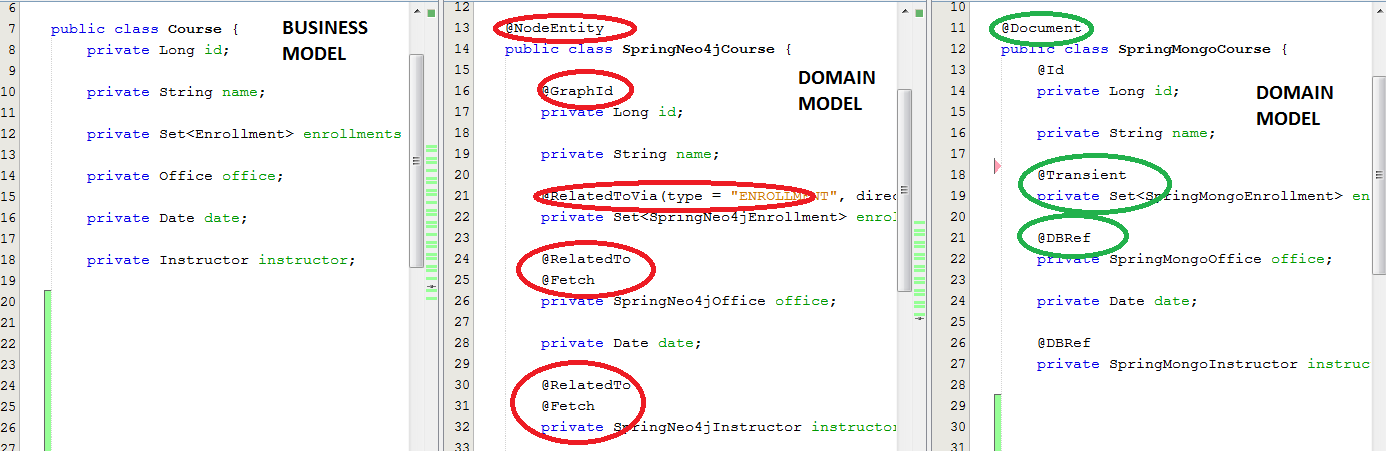 6
7 public class Course {
8 private Long id;
9
10 private String name;
11
12 private Set<Enrollment> enrollments
13
14 private Office office;
15
16 private Date date;
17
18 private Instructor instructor;
19
20
21
22
23
24
25
26
27
BUSINESS
MODEL
12
13 @NodeEntity
14 public class SpringNeo4jCourse {
15
16 @GraphId
17 private Long id;
18
19 private String name;
20
21 @RelatedToVia(type = "ENROLLMENT", direc
22 private Set<SpringNeo4jEnrollment> enrol
23
24 @RelatedTo
25 @Fetch
26 private SpringNeo4jOffice office;
27
28 private Date date;
29
30 @RelatedTo
31 @Fetch
32 private SpringNeo4jInstructor instructor
33
DOMAIN
MODEL
10
11 @Document
12 public class SpringMongoCourse {
13 @Id
14 private Long id;
15
16 private String name;
17
18 @Transient
19 private Set<SpringMongoEnrollment> en
20
21 @DBRef
22 private SpringMongoOffice office;
23
24 private Date date;
25
26 @DBRef
27 private SpringMongoInstructor instruc
28
29
30
31
DOMAIN
MODEL